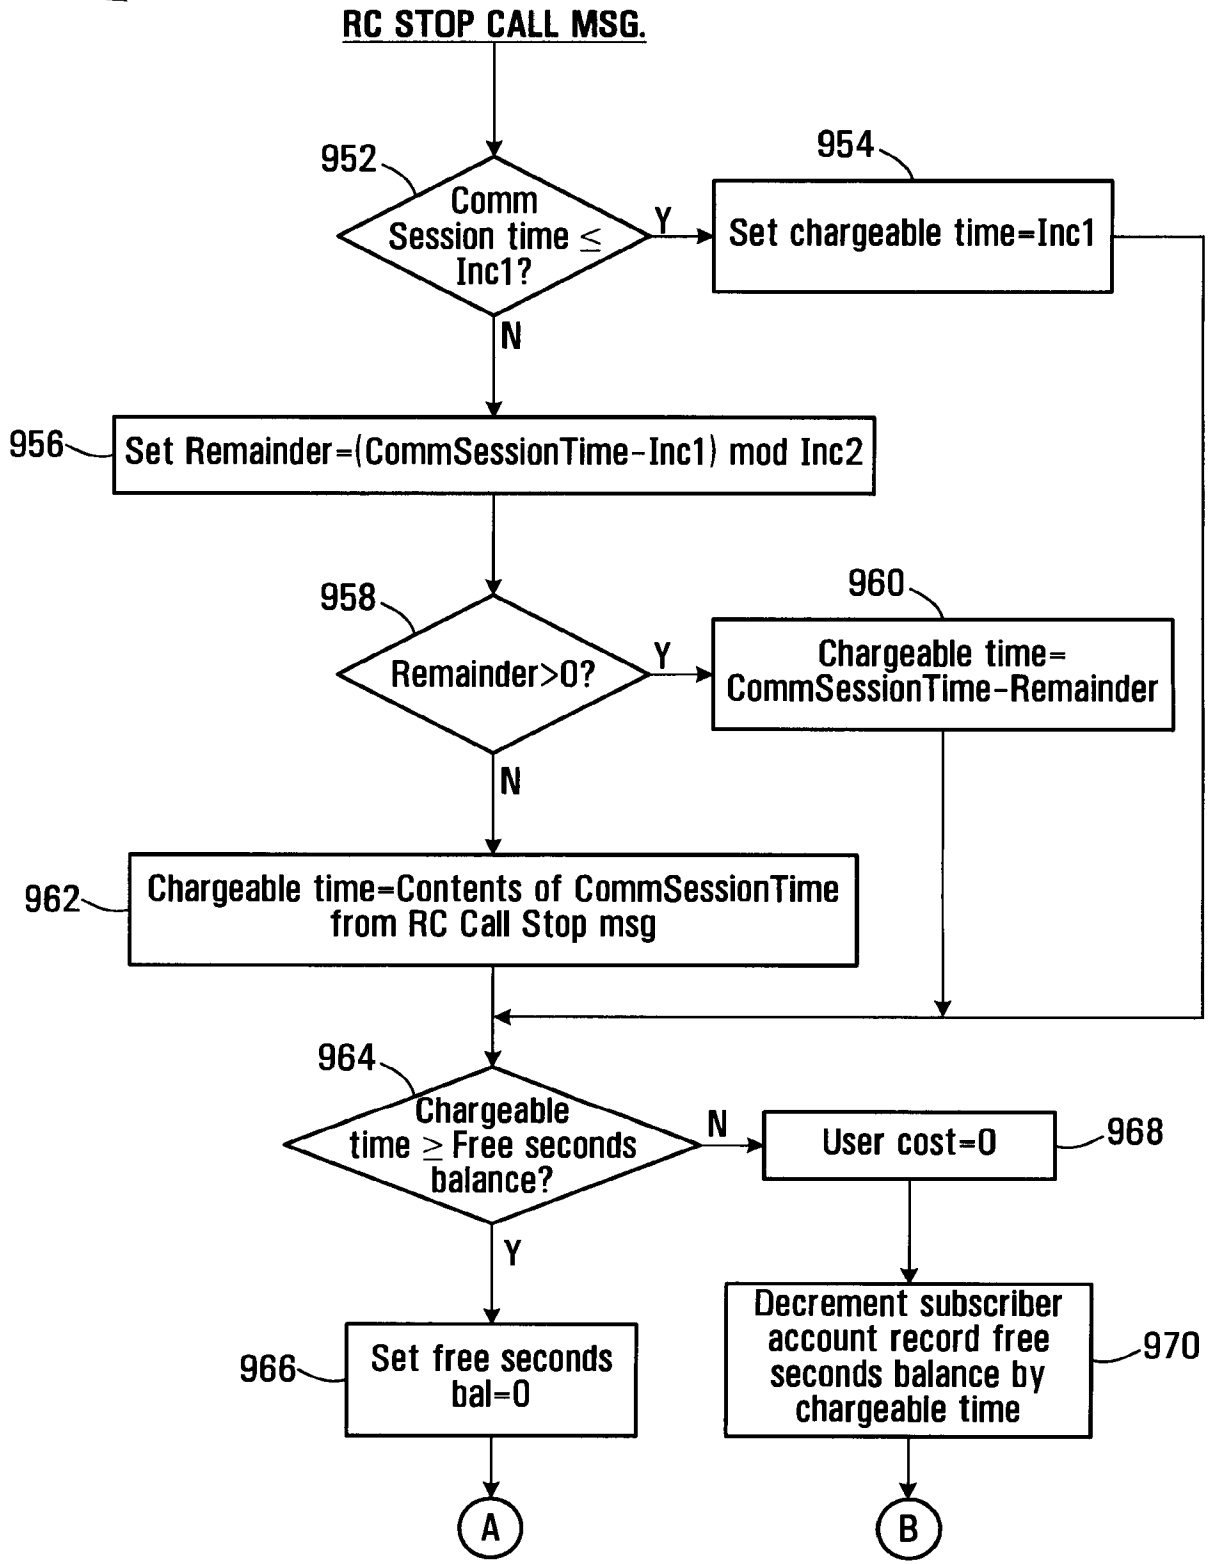 RC STOP CALL MSG.
952
Comm
Session time ≤
Inc1?
Y
954
Set chargeable time=Inc1
N
956
Set Remainder=(CommSessionTime-Inc1) mod Inc2
958
Remainder>0?
Y
960
Chargeable time=
CommSessionTime-Remainder
N
962
Chargeable time=Contents of CommSessionTime
from RC Call Stop msg
964
Chargeable
time ≥ Free seconds
balance?
N
User cost=0
968
Y
966
Set free seconds
bal=0
Decrement subscriber
account record free
seconds balance by
chargeable time
970
A
B